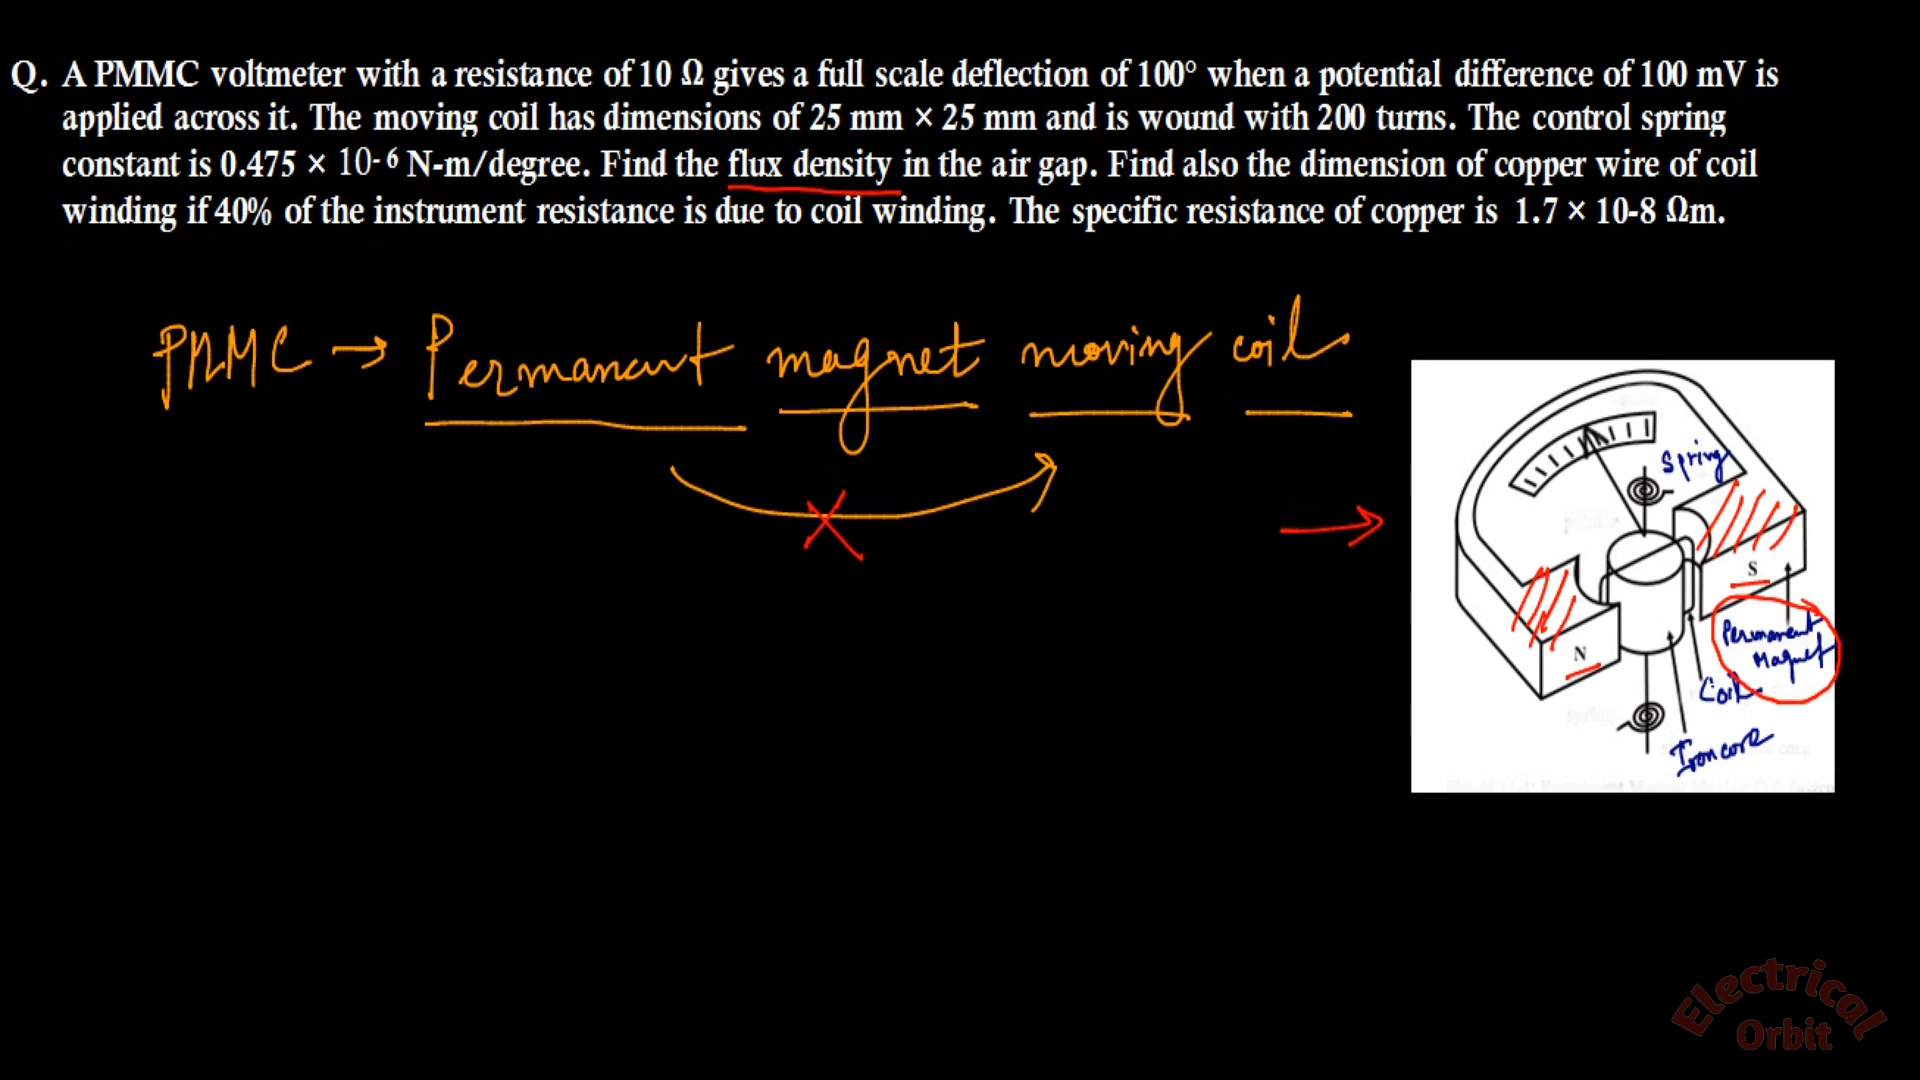 Q. A PMMC voltmeter with a resistance of 10 Ω gives a full scale deflection of 100° when a potential difference of 100 mV is
applied across it. The moving coil has dimensions of 25 mm × 25 mm and is wound with 200 turns. The control spring
constant is 0.475 × 10-6 N-m/degree. Find the flux density in the air gap. Find also the dimension of copper wire of coil
winding if 40% of the instrument resistance is due to coil winding. The specific resistance of copper is 1.7 × 10-8 Ωm.
PMMC → Permanent magnet moving coil
Spring
S
Permanent
Magnet
N
Coil
Iron core
Electrical
Orbit